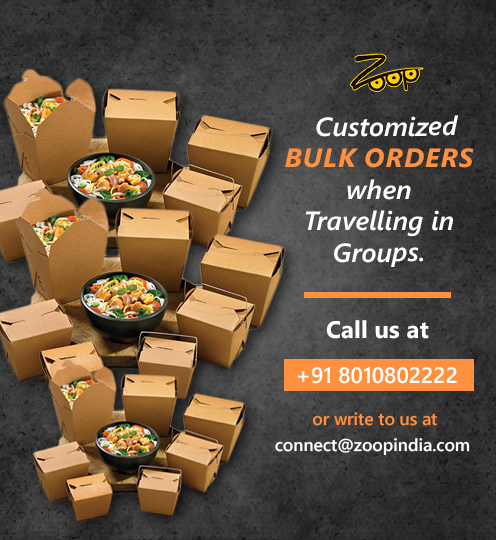 Zoop
Customized
BULK ORDERS
when
Travelling in
Groups.
Call us at
+91 8010802222
or write to us at
connect@zoopindia.com